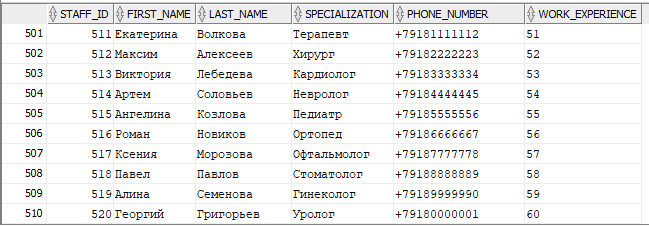 STAFF_ID FIRST_NAME LAST_NAME SPECIALIZATION PHONE_NUMBER WORK_EXPERIENCE
501 511 Екатерина Волкова Терапевт +79181111112 51
502 512 Максим Алексеев Хирург +79182222223 52
503 513 Виктория Лебедева Кардиолог +79183333334 53
504 514 Артем Соловьев Невролог +79184444445 54
505 515 Ангелина Козлова Педиатр +79185555556 55
506 516 Роман Новиков Ортопед +79186666667 56
507 517 Ксения Морозова Офтальмолог +79187777778 57
508 518 Павел Павлов Стоматолог +79188888889 58
509 519 Алина Семенова Гинеколог +79189999990 59
510 520 Георгий Григорьев Уролог +79180000001 60